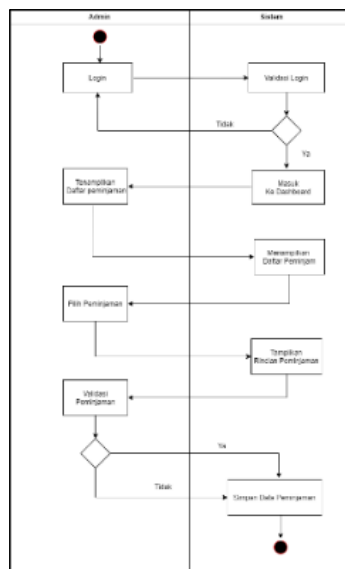 Admin
Sistem
Login
Validasi Login
Tidak
Ya
Tampilkan
Daftar peminjaman
Masuk
Ke Dashboard
Menampilkan
Daftar Peminjam
Pilih Peminjaman
Tampilkan
Rincian Peminjaman
Validasi
Peminjaman
Ya
Tidak
Simpan Data Peminjaman